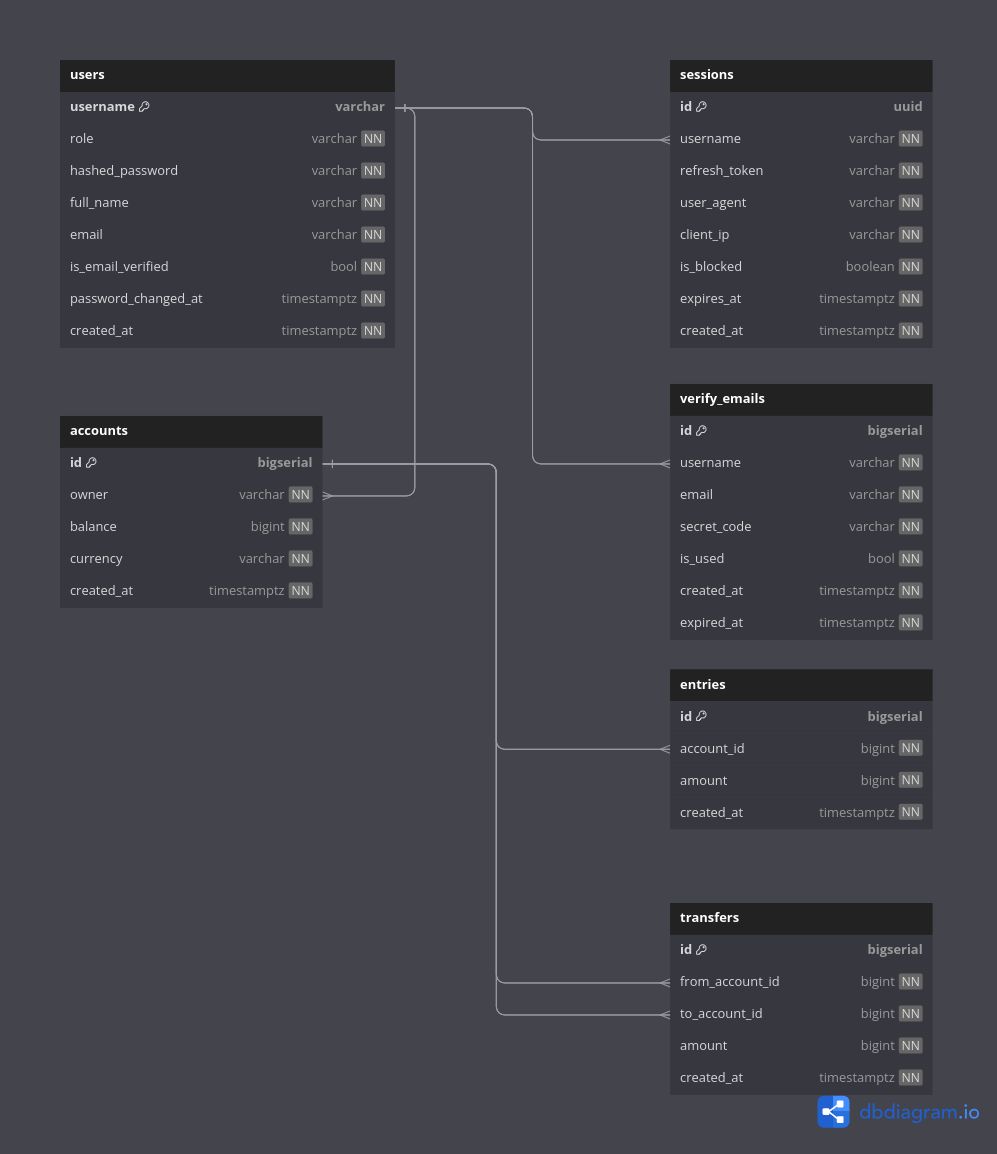 users
username varchar
role varchar NN
hashed_password varchar NN
full_name varchar NN
email varchar NN
is_email_verified bool NN
password_changed_at timestamptz NN
created_at timestamptz NN
accounts
id bigserial
owner varchar NN
balance bigint NN
currency varchar NN
created_at timestamptz NN
sessions
id uuid
username varchar NN
refresh_token varchar NN
user_agent varchar NN
client_ip varchar NN
is_blocked boolean NN
expires_at timestamptz NN
created_at timestamptz NN
verify_emails
id bigserial
username varchar NN
email varchar NN
secret_code varchar NN
is_used bool NN
created_at timestamptz NN
expired_at timestamptz NN
entries
id bigserial
account_id bigint NN
amount bigint NN
created_at timestamptz NN
transfers
id bigserial
from_account_id bigint NN
to_account_id bigint NN
amount bigint NN
created_at timestamptz NN
dbdiagram.io